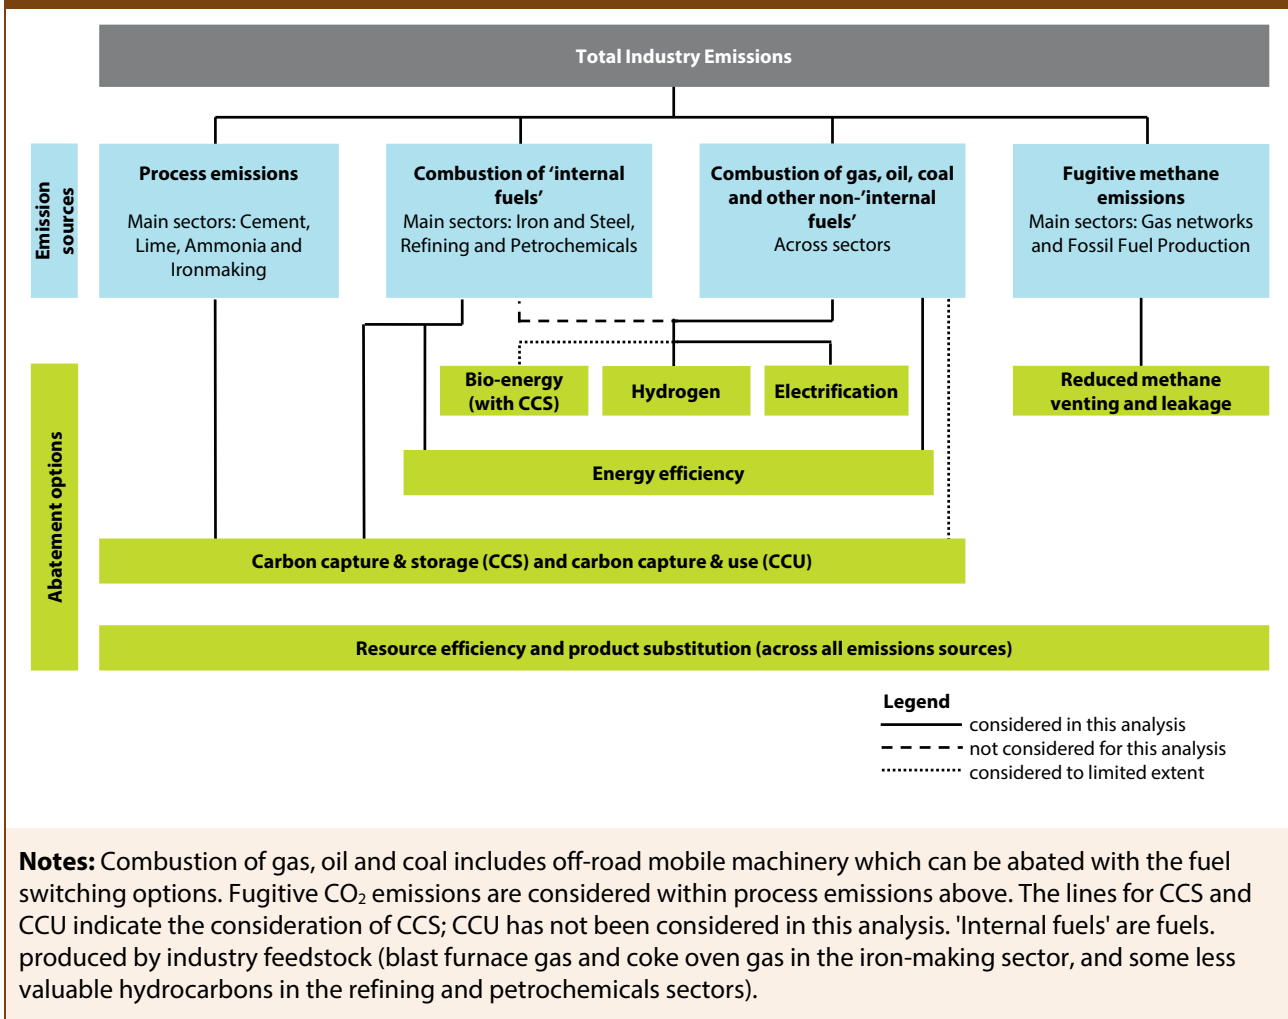 Total Industry Emissions
Emission
sources
Process emissions
Main sectors: Cement,
Lime, Ammonia and
Ironmaking
Combustion of ‘internal
fuels’
Main sectors: Iron and Steel,
Refining and Petrochemicals
Combustion of gas, oil, coal
and other non-’internal
fuels’
Across sectors
Fugitive methane
emissions
Main sectors: Gas networks
and Fossil Fuel Production
Abatement options
Bio-energy
(with CCS)
Hydrogen
Electrification
Reduced methane
venting and leakage
Energy efficiency
Carbon capture & storage (CCS) and carbon capture & use (CCU)
Resource efficiency and product substitution (across all emissions sources)
Legend
considered in this analysis
not considered for this analysis
considered to limited extent
Notes: Combustion of gas, oil and coal includes off-road mobile machinery which can be abated with the fuel
switching options. Fugitive CO₂ emissions are considered within process emissions above. The lines for CCS and
CCU indicate the consideration of CCS; CCU has not been considered in this analysis. 'Internal fuels' are fuels.
produced by industry feedstock (blast furnace gas and coke oven gas in the iron-making sector, and some less
valuable hydrocarbons in the refining and petrochemicals sectors).